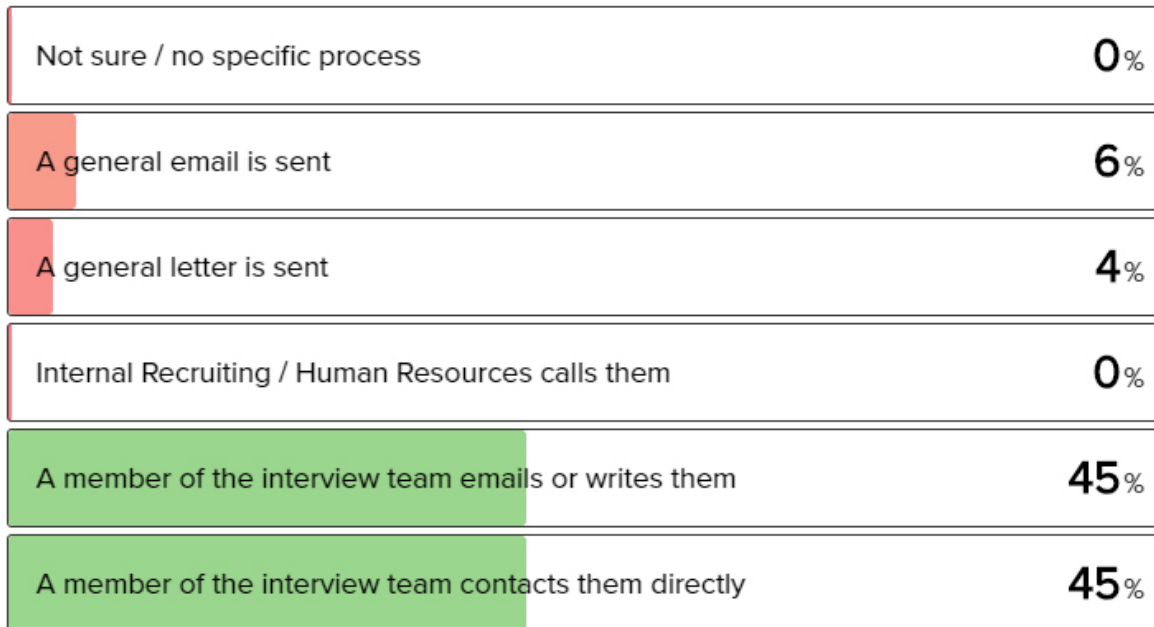 Not sure / no specific process 0%
A general email is sent 6%
A general letter is sent 4%
Internal Recruiting / Human Resources calls them 0%
A member of the interview team emails or writes them 45%
A member of the interview team contacts them directly 45%